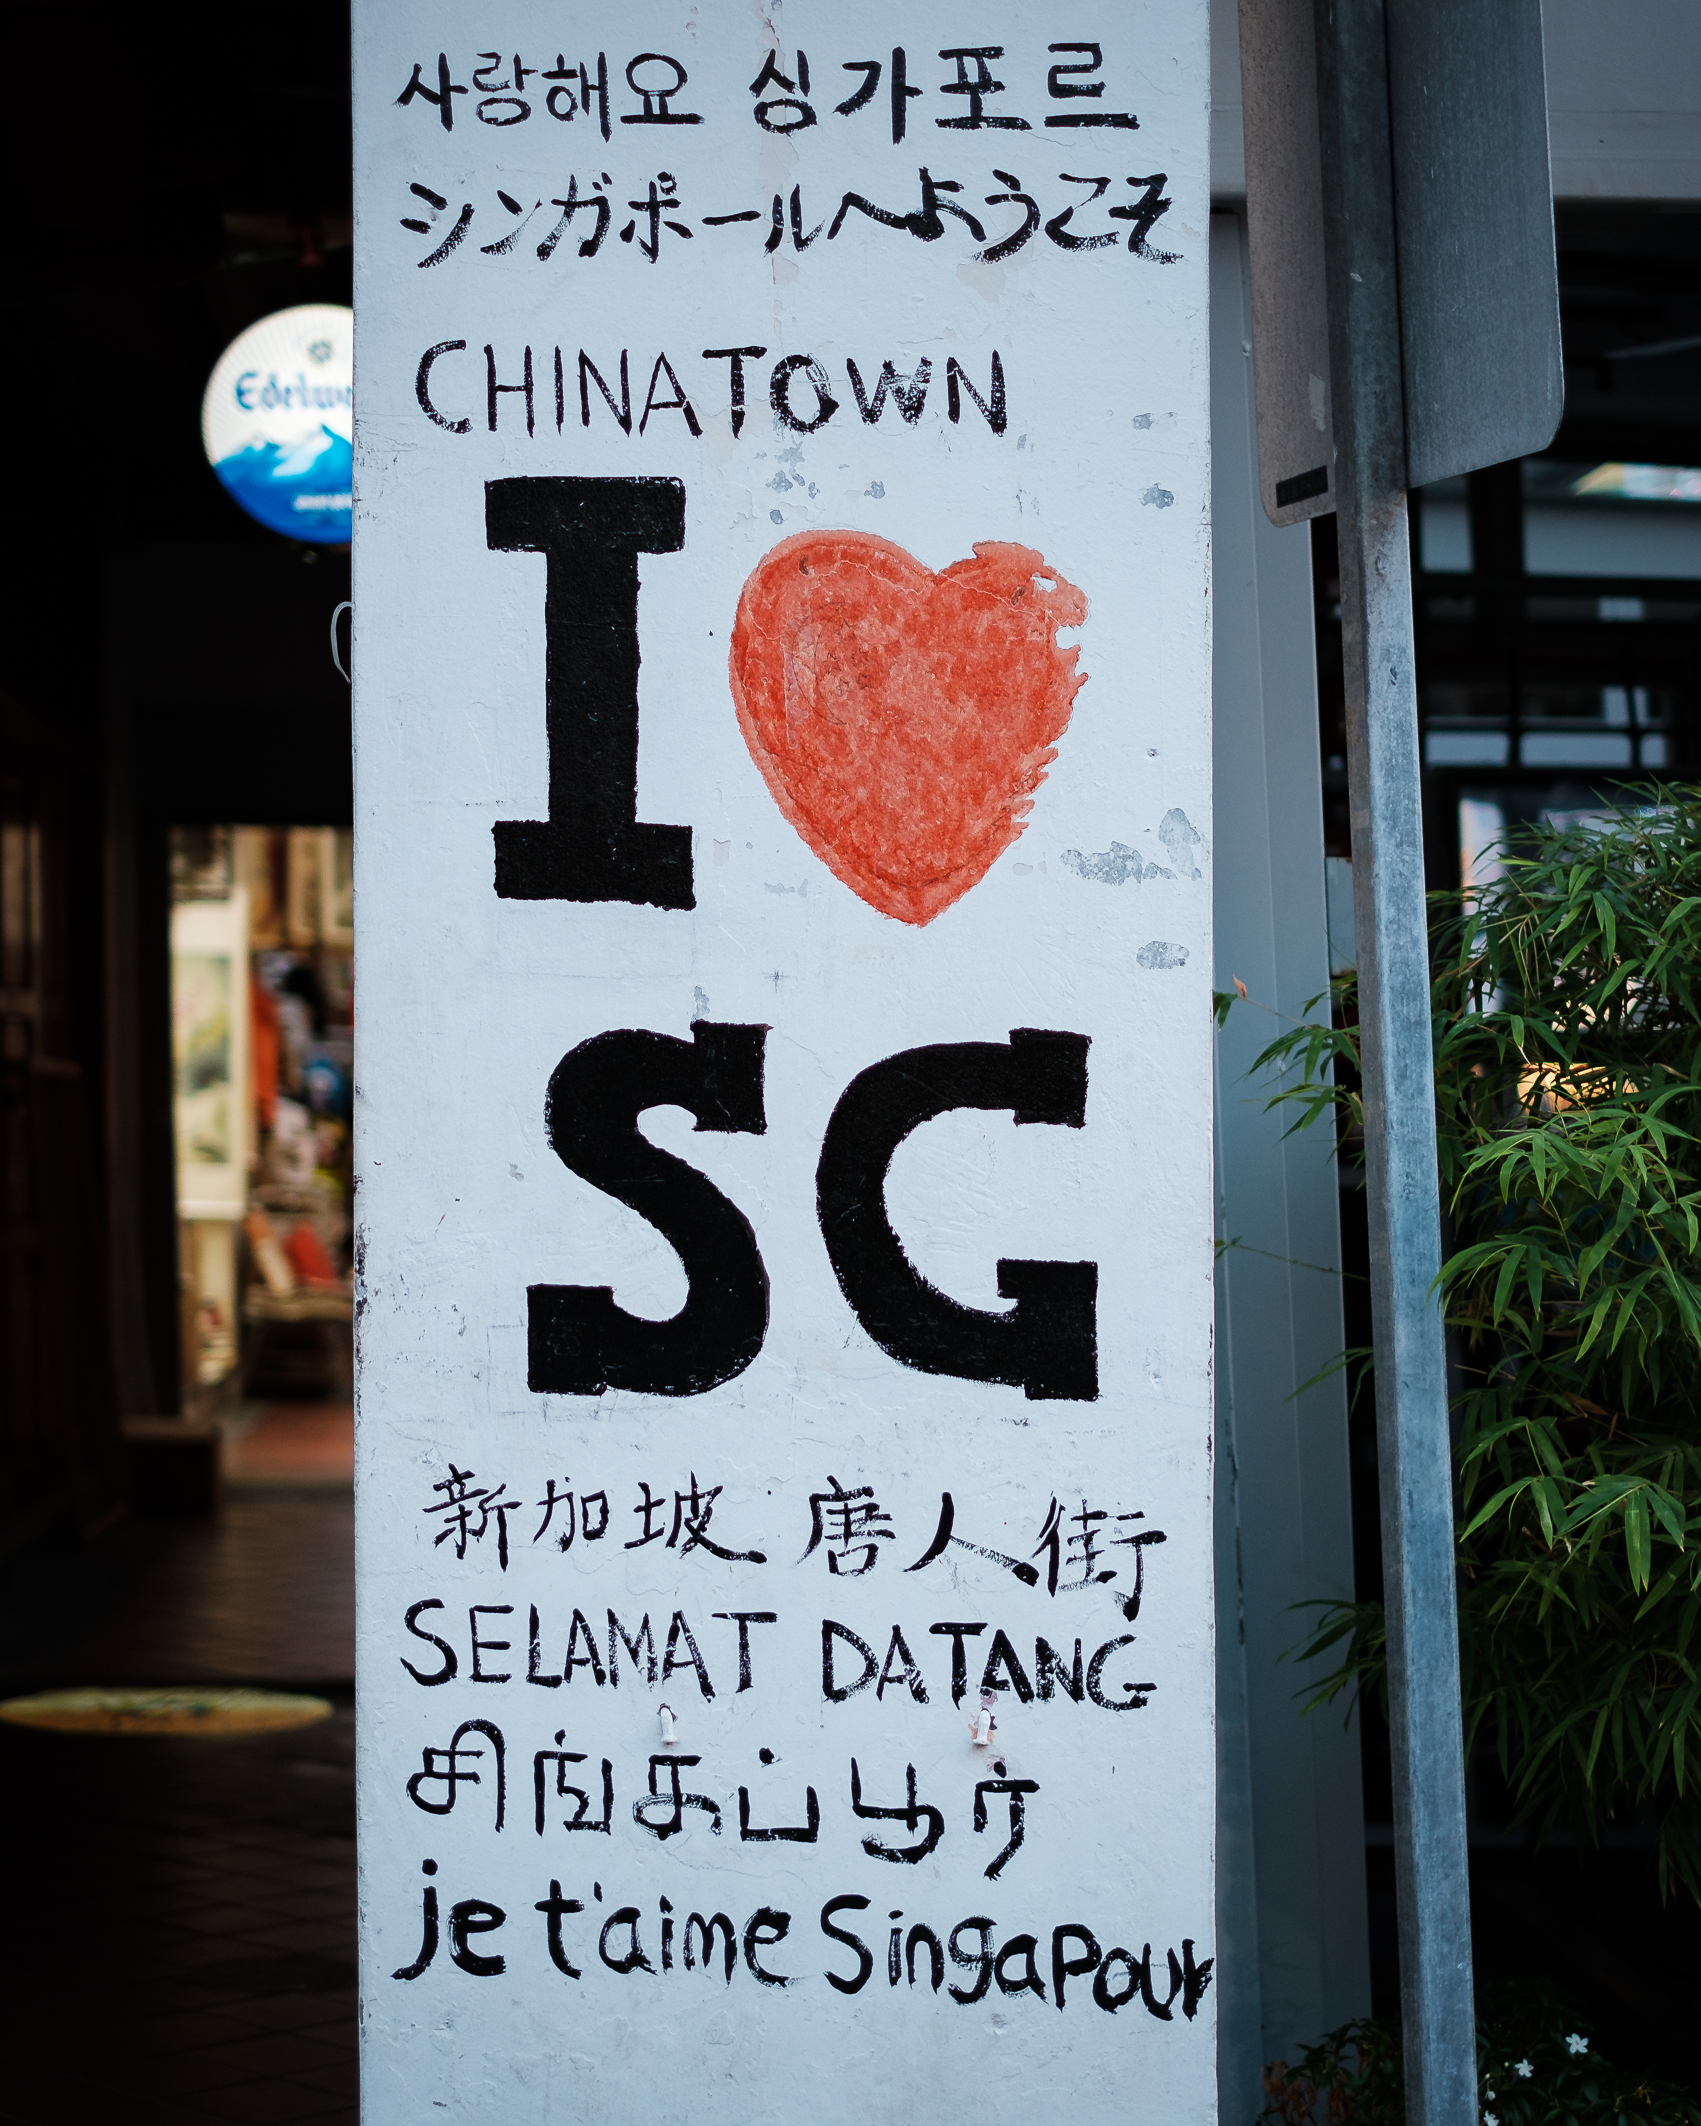 사랑해요 싱가포르
シンガポールへようこそ
CHINATOWN
I ❤
SG
新加坡 唐人街
SELAMAT DATANG
சிங்கப்பூர்
je t'aime Singapour